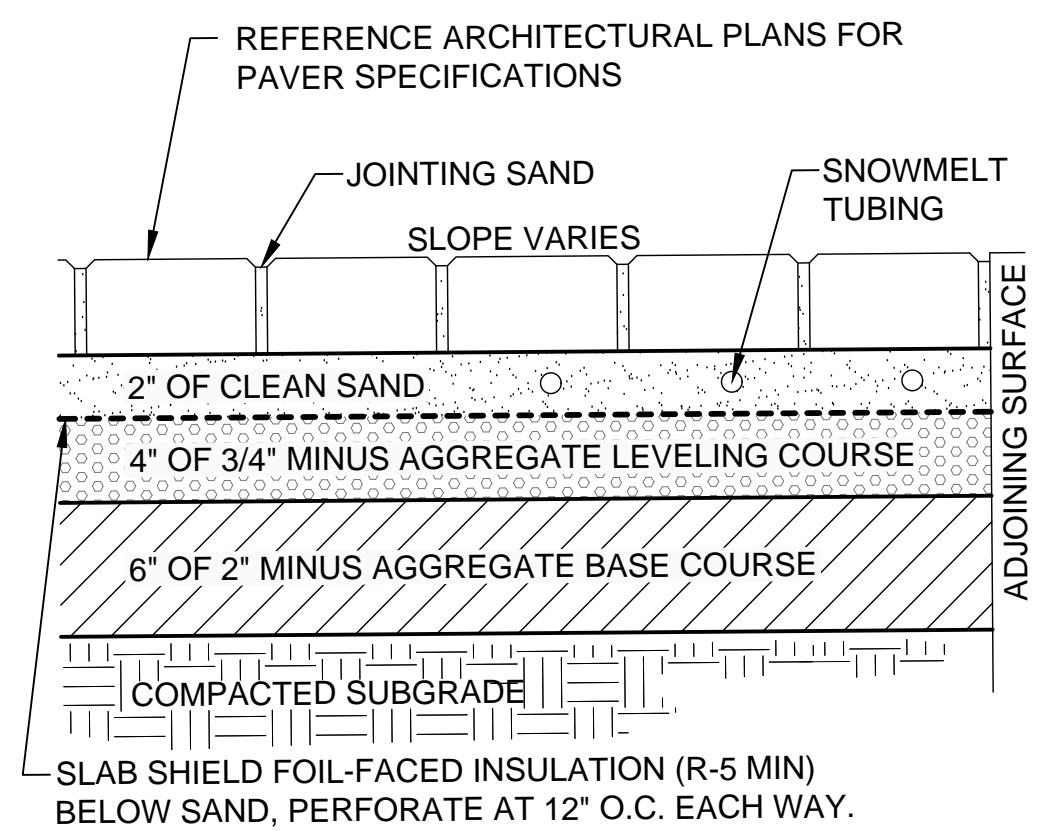 REFERENCE ARCHITECTURAL PLANS FOR
PAVER SPECIFICATIONS
JOINTING SAND
SNOWMELT
TUBING
SLOPE VARIES
2" OF CLEAN SAND
4" OF 3/4" MINUS AGGREGATE LEVELING COURSE
6" OF 2" MINUS AGGREGATE BASE COURSE
ADJOINING SURFACE
COMPACTED SUBGRADE
SLAB SHIELD FOIL-FACED INSULATION (R-5 MIN)
BELOW SAND, PERFORATE AT 12" O.C. EACH WAY.